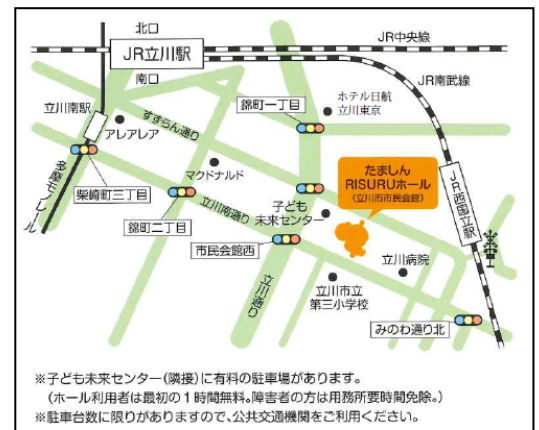 北口
JR中央線
JR立川駅
南口
JR南武線
立川南駅
すずらん通り
錦町一丁目
ホテル日航
立川東京
アレアレア
多摩モノレール
柴崎町三丁目
マクドナルド
たましん
RISURUホール
(立川市市民会館)
JR西国立駅
錦町二丁目
立川南通り
子ども
未来センター
市民会館西
立川病院
立川通り
立川市立
第三小学校
みのわ通り北
※子ども未来センター(隣接)に有料の駐車場があります。
(ホール利用者は最初の1時間無料。障害者の方は用務所要時間免除。)
※駐車台数に限りがありますので、公共交通機関をご利用ください。